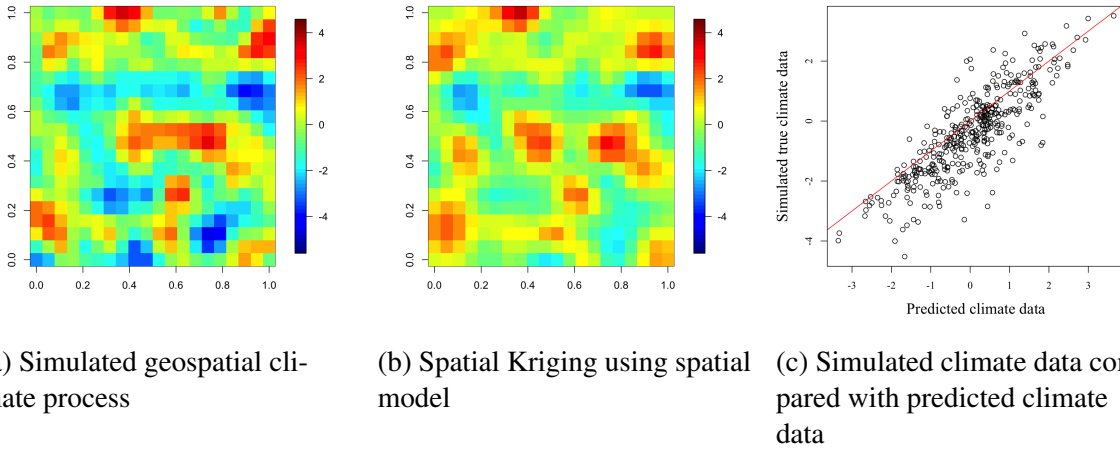 1.0
0.8
0.6
0.4
0.2
0.0
0.0 0.2 0.4 0.6 0.8 1.0
4
2
0
-2
-4
1.0
0.8
0.6
0.4
0.2
0.0
0.0 0.2 0.4 0.6 0.8 1.0
4
2
0
-2
-4
Simulated true climate data
2
0
-2
-4
-3 -2 -1 0 1 2 3
Predicted climate data
) Simulated geospatial cli-
ate process
(b) Spatial Kriging using spatial
model
(c) Simulated climate data co
pared with predicted climate
data